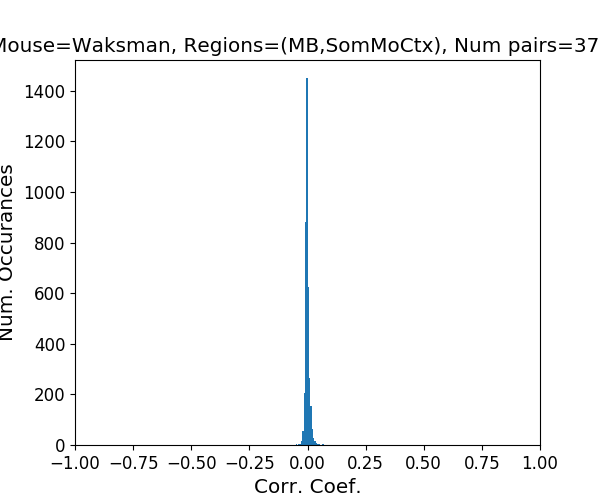 Mouse=Waksman, Regions=(MB,SomMoCtx), Num pairs=37
1400
1200
1000
800
600
400
200
0
Num. Occurances
−1.00 −0.75 −0.50 −0.25 0.00 0.25 0.50 0.75 1.00
Corr. Coef.